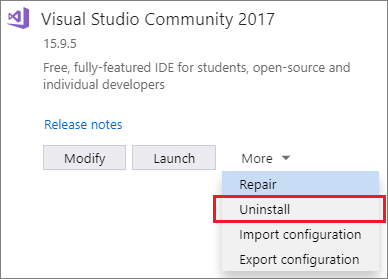 Visual Studio Community 2017
15.9.5
Free, fully-featured IDE for students, open-source and
individual developers
Release notes
Modify Launch More
Repair
Uninstall
Import configuration
Export configuration